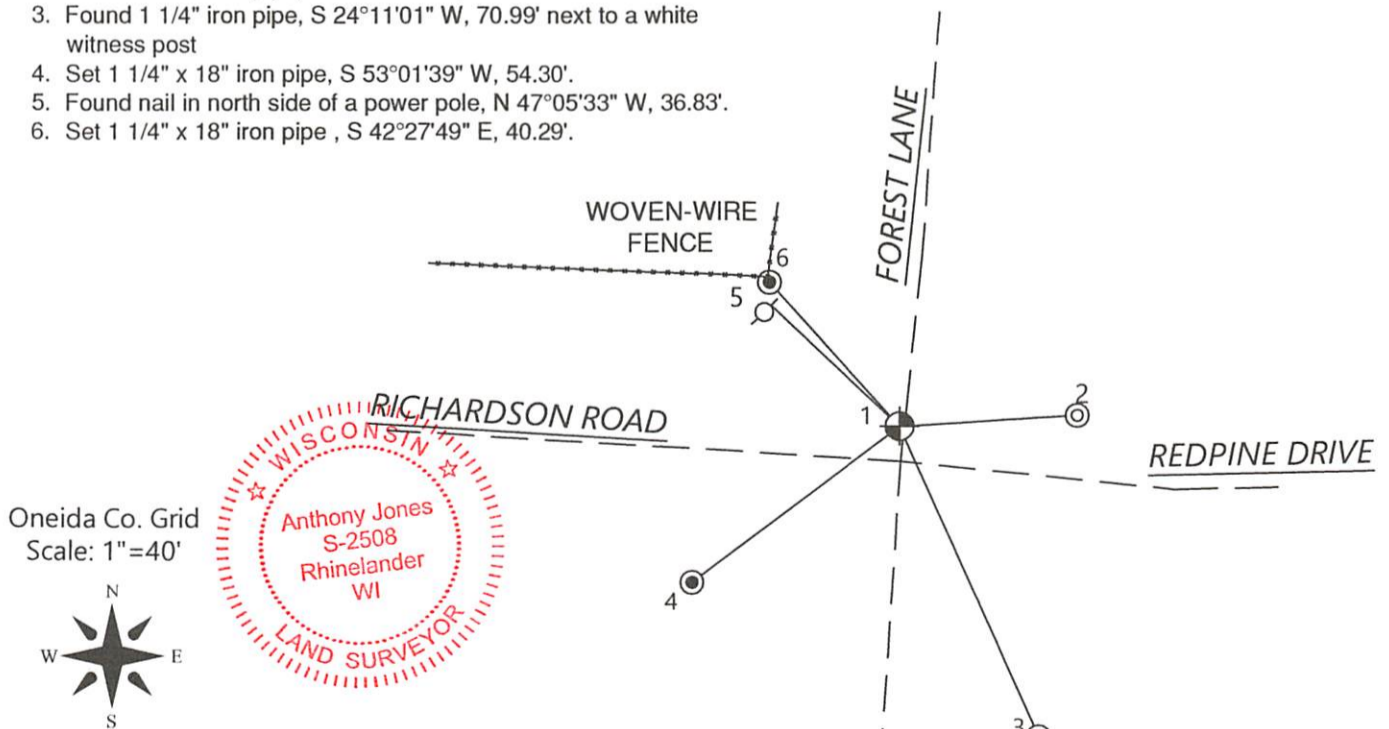 3. Found 1 1/4" iron pipe, S 24°11'01" W, 70.99' next to a white
witness post
4. Set 1 1/4" x 18" iron pipe, S 53°01'39" W, 54.30'.
5. Found nail in north side of a power pole, N 47°05'33" W, 36.83'.
6. Set 1 1/4" x 18" iron pipe , S 42°27'49" E, 40.29'.
FOREST LANE
WOVEN-WIRE
FENCE
6
5
2
1
RICHARDSON ROAD
REDPINE DRIVE
WISCONSIN
Anthony Jones
S-2508
Rhinelander
WI
LAND SURVEYOR
Oneida Co. Grid
Scale: 1"=40'
N
W E
S
4
3